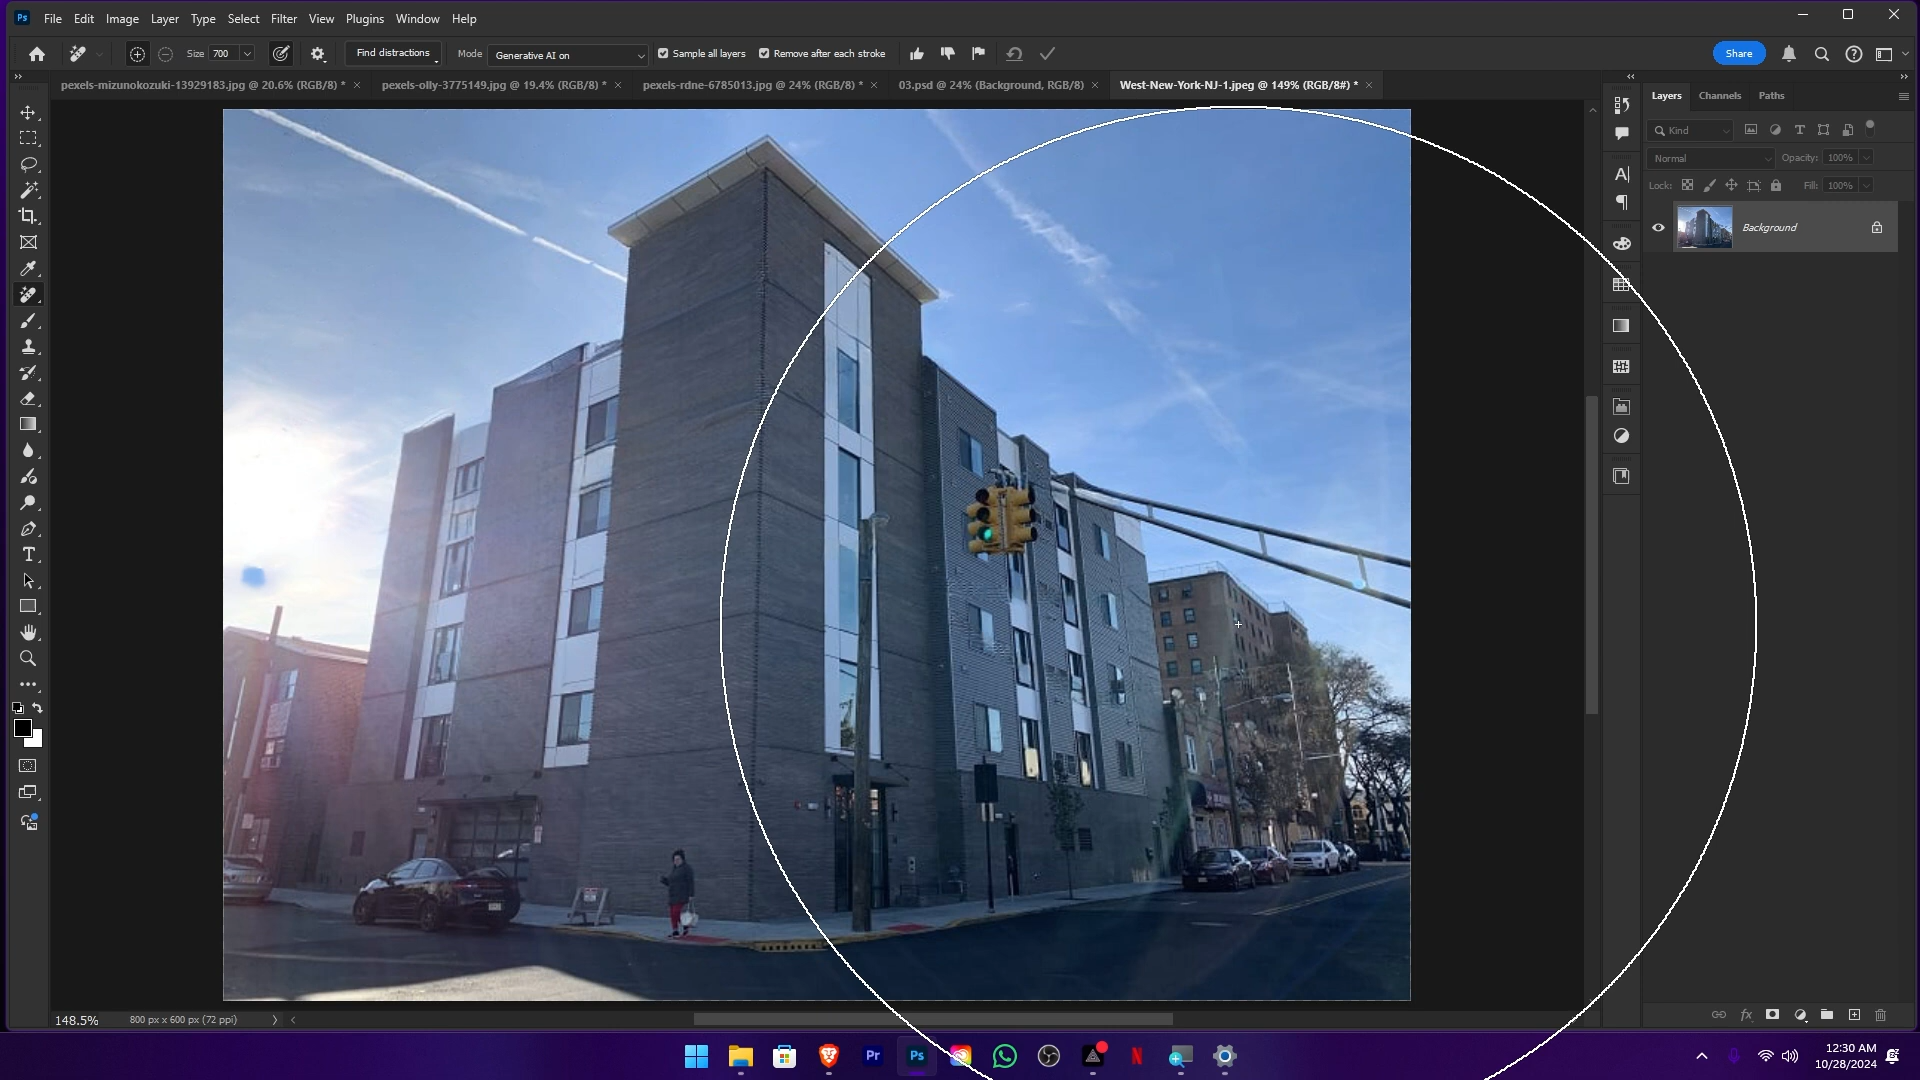 Ps File Edit Image Layer Type Select Filter Plugins View Window Help
Size 700 Find distractions Mode Generative AI on Sample all layers Remove after each stroke Share
pexels-mizunokozuki-13929183.jpg @ 20.6% (RGB/8) * pexels-olly-3775149.jpg @ 19.4% (RGB/8) * pexels-rdne-6785013.jpg @ 24% (RGB/8) * 03.psd @ 24% (Background, RGB/8) West-New-York-NJ-1.jpeg @ 149% (RGB/8#) *
Layers Channels Paths
Kind
Normal Opacity: 100%
Lock: Fill: 100%
Background
148.5% 800 px x 600 px (72 ppi)
Pr Ps N
12:30 AM
10/28/2024